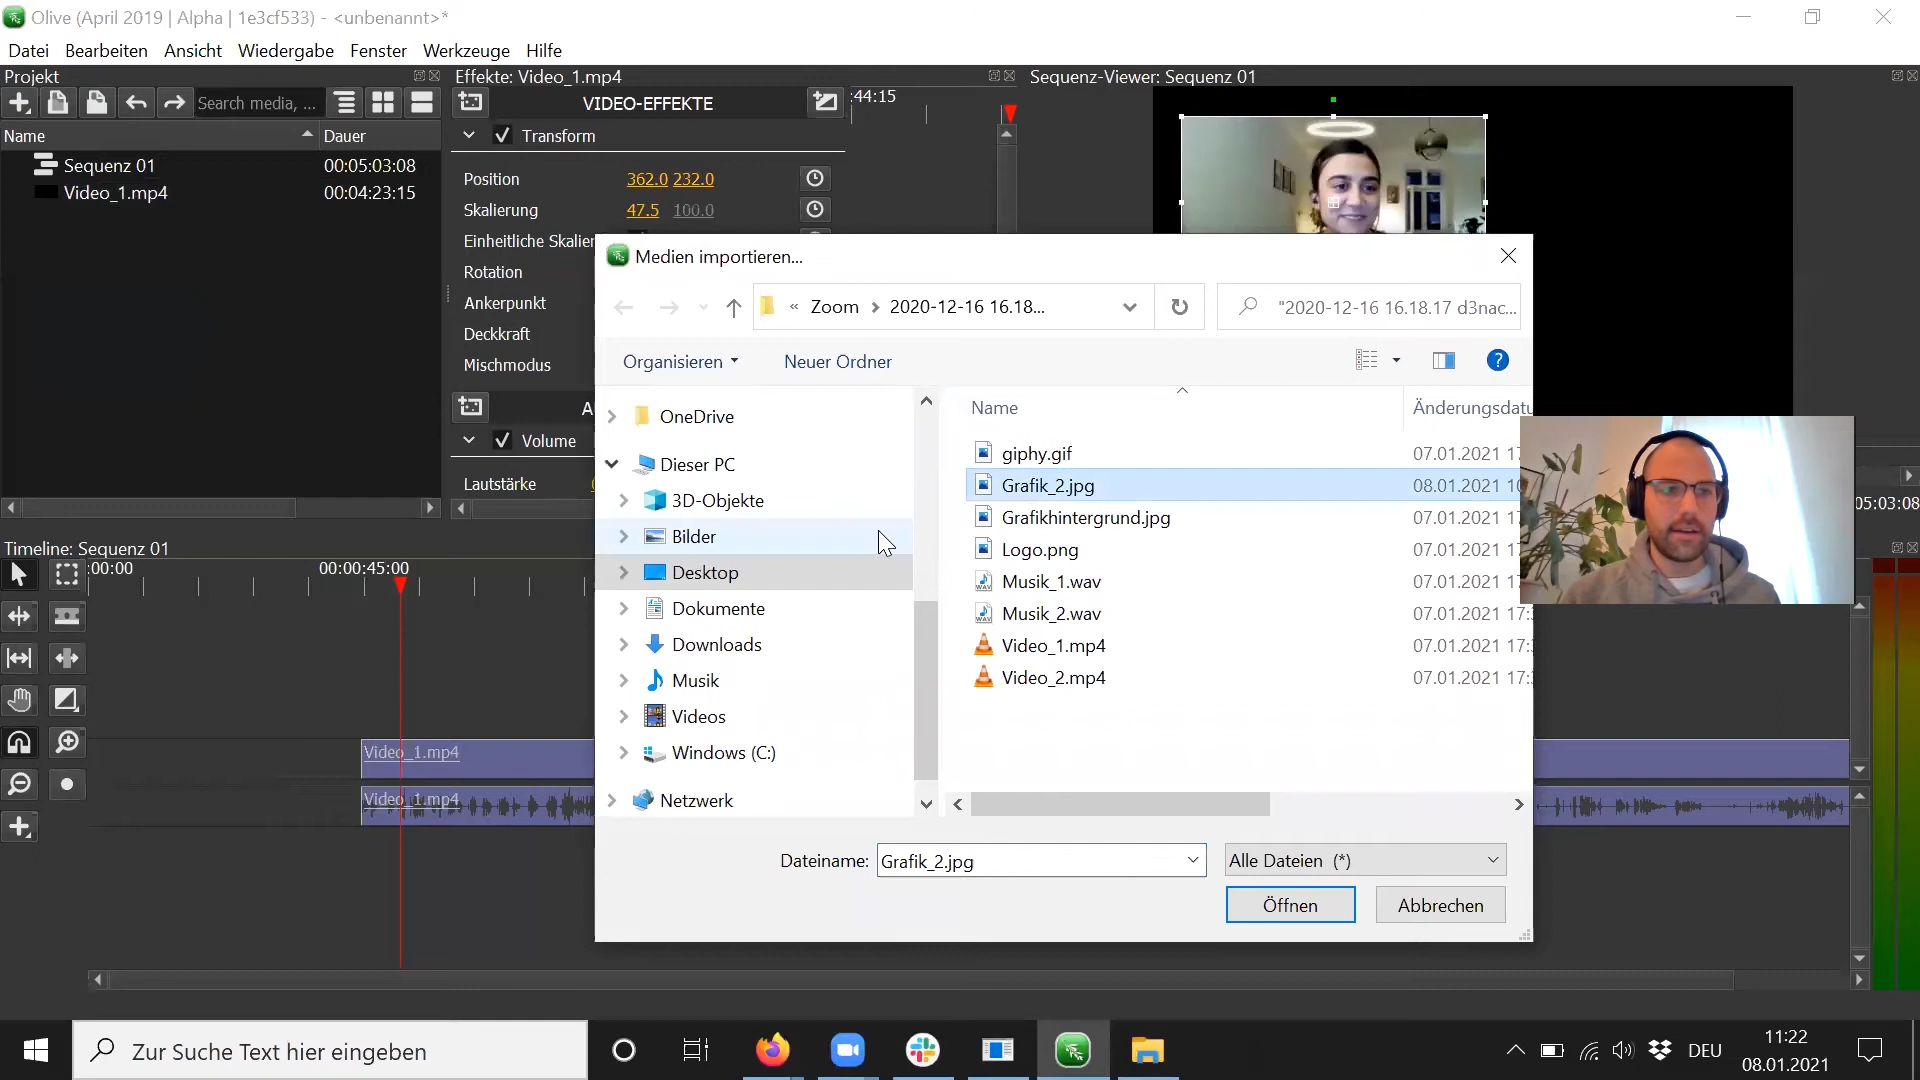 Olive (April 2019 | Alpha | 1e3cf533) - <unbenannt>*
Datei Bearbeiten Ansicht Wiedergabe Fenster Werkzeuge Hilfe
Projekt
Search media, ...
Name Dauer
Sequenz 01 00:05:03:08
Video_1.mp4 00:04:23:15
Effekte: Video_1.mp4
VIDEO-EFFEKTE
:44:15
Transform
Position 362.0 232.0
Skalierung 47.5 100.0
Einheitliche Skalier
Rotation
Ankerpunkt
Deckkraft
Mischmodus
Volume
Lautstärke
Sequenz-Viewer: Sequenz 01
05:03:08
Medien importieren...
« Zoom > 2020-12-16 16.18...
"2020-12-16 16.18.17 d3nac...
Organisieren Neuer Ordner
OneDrive
Dieser PC
3D-Objekte
Bilder
Desktop
Dokumente
Downloads
Musik
Videos
Windows (C:)
Netzwerk
Name Änderungsdatu
giphy.gif 07.01.2021 17
Grafik_2.jpg 08.01.2021 10
Grafikhintergrund.jpg 07.01.2021 17
Logo.png 07.01.2021 17
Musik_1.wav 07.01.2021 17
Musik_2.wav 07.01.2021 17:
Video_1.mp4 07.01.2021 17:
Video_2.mp4 07.01.2021 17:
Dateiname: Grafik_2.jpg
Alle Dateien (*)
Öffnen Abbrechen
Timeline: Sequenz 01
:00:00 00:00:45:00
Video_1.mp4
Video_1.mp4
Zur Suche Text hier eingeben
DEU
11:22
08.01.2021